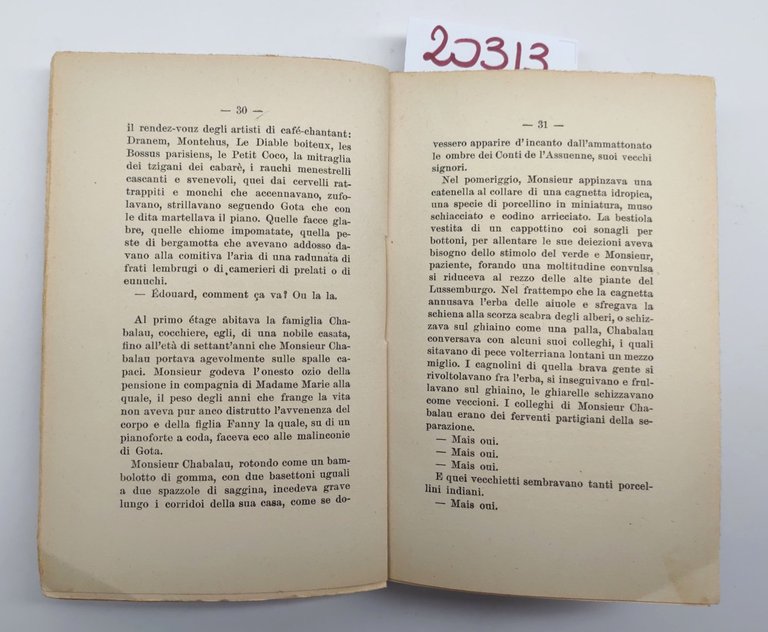 20313
— 30 —
il rendez-vouz degli artisti di café-chantant:
Dranem, Montehus, Le Diable boiteux, les
Bossus parisiens, le Petit Coco, la mitraglia
dei tzigani dei cabarè, i rauchi menestrelli
cascanti e svenevoli, quei dai cervelli rat-
trappiti e monchi che accennavano, zufo-
lavano, strillavano seguendo Gota che con
le dita martellava il piano. Quelle facce gla-
bre, quelle chiome impomatate, quella pe-
ste di bergamotta che avevano addosso da-
vano alla comitiva l'aria di una radunata di
frati lembrugi o di camerieri di prelati o di
eunuchi.
— Édouard, comment ça va? Ou la la.
Al primo étage abitava la famiglia Cha-
balau, cocchiere, egli, di una nobile casata,
fino all'età di settant'anni che Monsieur Cha-
balau portava agevolmente sulle spalle ca-
paci. Monsieur godeva l'onesto ozio della
pensione in compagnia di Madame Marie alla
quale, il peso degli anni che frange la vita
non aveva pur anco distrutto l'avvenenza del
corpo e della figlia Fanny la quale, su di un
pianoforte a coda, faceva eco alle malinconie
di Gota.
Monsieur Chabalau, rotondo come un bam-
bolotto di gomma, con due basettoni uguali
a due spazzole di saggina, incedeva grave
lungo i corridoi della sua casa, come se do-
— 31 —
vessero apparire d'incanto dall'ammattonato
le ombre dei Conti de l'Assuenne, suoi vecchi
signori.
Nel pomeriggio, Monsieur appinzava una
catenella al collare di una cagnetta idropica,
una specie di porcellino in miniatura, muso
schiacciato e codino arricciato. La bestiola
vestita di un cappottino coi sonagli per
bottoni, per allentare le sue deiezioni aveva
bisogno dello stimolo del verde e Monsieur,
paziente, forando una moltitudine convulsa
si riduceva al rezzo delle alte piante del
Lussemburgo. Nel frattempo che la cagnetta
annusava l'erba delle aiuole e sfregava la
schiena alla scorza scabra degli alberi, o schiz-
zava sul ghiaino come una palla, Chabalau
conversava con alcuni suoi colleghi, i quali
sitavano di pece volterriana lontani un mezzo
miglio. I cagnolini di quella brava gente si
rivoltolavano fra l'erba, si inseguivano e frul-
lavano sul ghiaino, le ghiarelle schizzavano
come veccioni. I colleghi di Monsieur Cha-
balau erano dei ferventi partigiani della se-
parazione.
— Mais oui.
— Mais oui.
— Mais oui.
E quei vecchietti sembravano tanti porcel-
lini indiani.
— Mais oui.